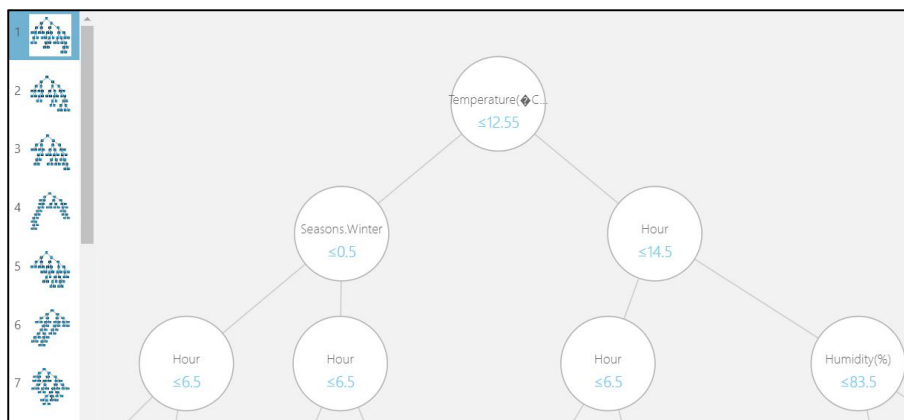 1
2
3
4
5
6
7
Temperature(�C...
≤12.55
Seasons.Winter
≤0.5
Hour
≤14.5
Hour
≤6.5
Hour
≤6.5
Hour
≤6.5
Humidity(%)
≤83.5